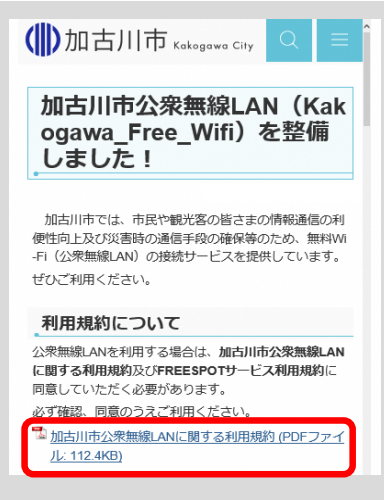 加古川市 Kakogawa City
加古川市公衆無線LAN（Kak
ogawa_Free_Wifi）を整備
しました！
加古川市では、市民や観光客の皆さまの情報通信の利
便性向上及び災害時の通信手段の確保等のため、無料Wi
-Fi（公衆無線LAN）の接続サービスを提供しています。
ぜひご利用ください。
利用規約について
公衆無線LANを利用する場合は、加古川市公衆無線LAN
に関する利用規約及びFREESPOTサービス利用規約に
同意していただく必要があります。
必ず確認、同意のうえご利用ください。
加古川市公衆無線LANに関する利用規約 (PDFファイ
ル: 112.4KB)